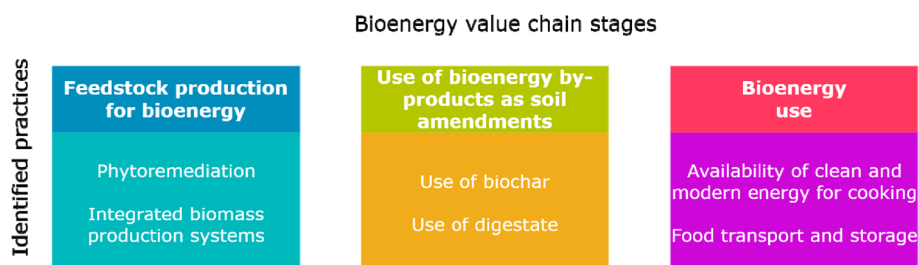 Bioenergy value chain stages
Identified practices
Feedstock production
for bioenergy
Phytoremediation
Integrated biomass
production systems
Use of bioenergy by-
products as soil
amendments
Use of biochar
Use of digestate
Bioenergy
use
Availability of clean and
modern energy for cooking
Food transport and storage